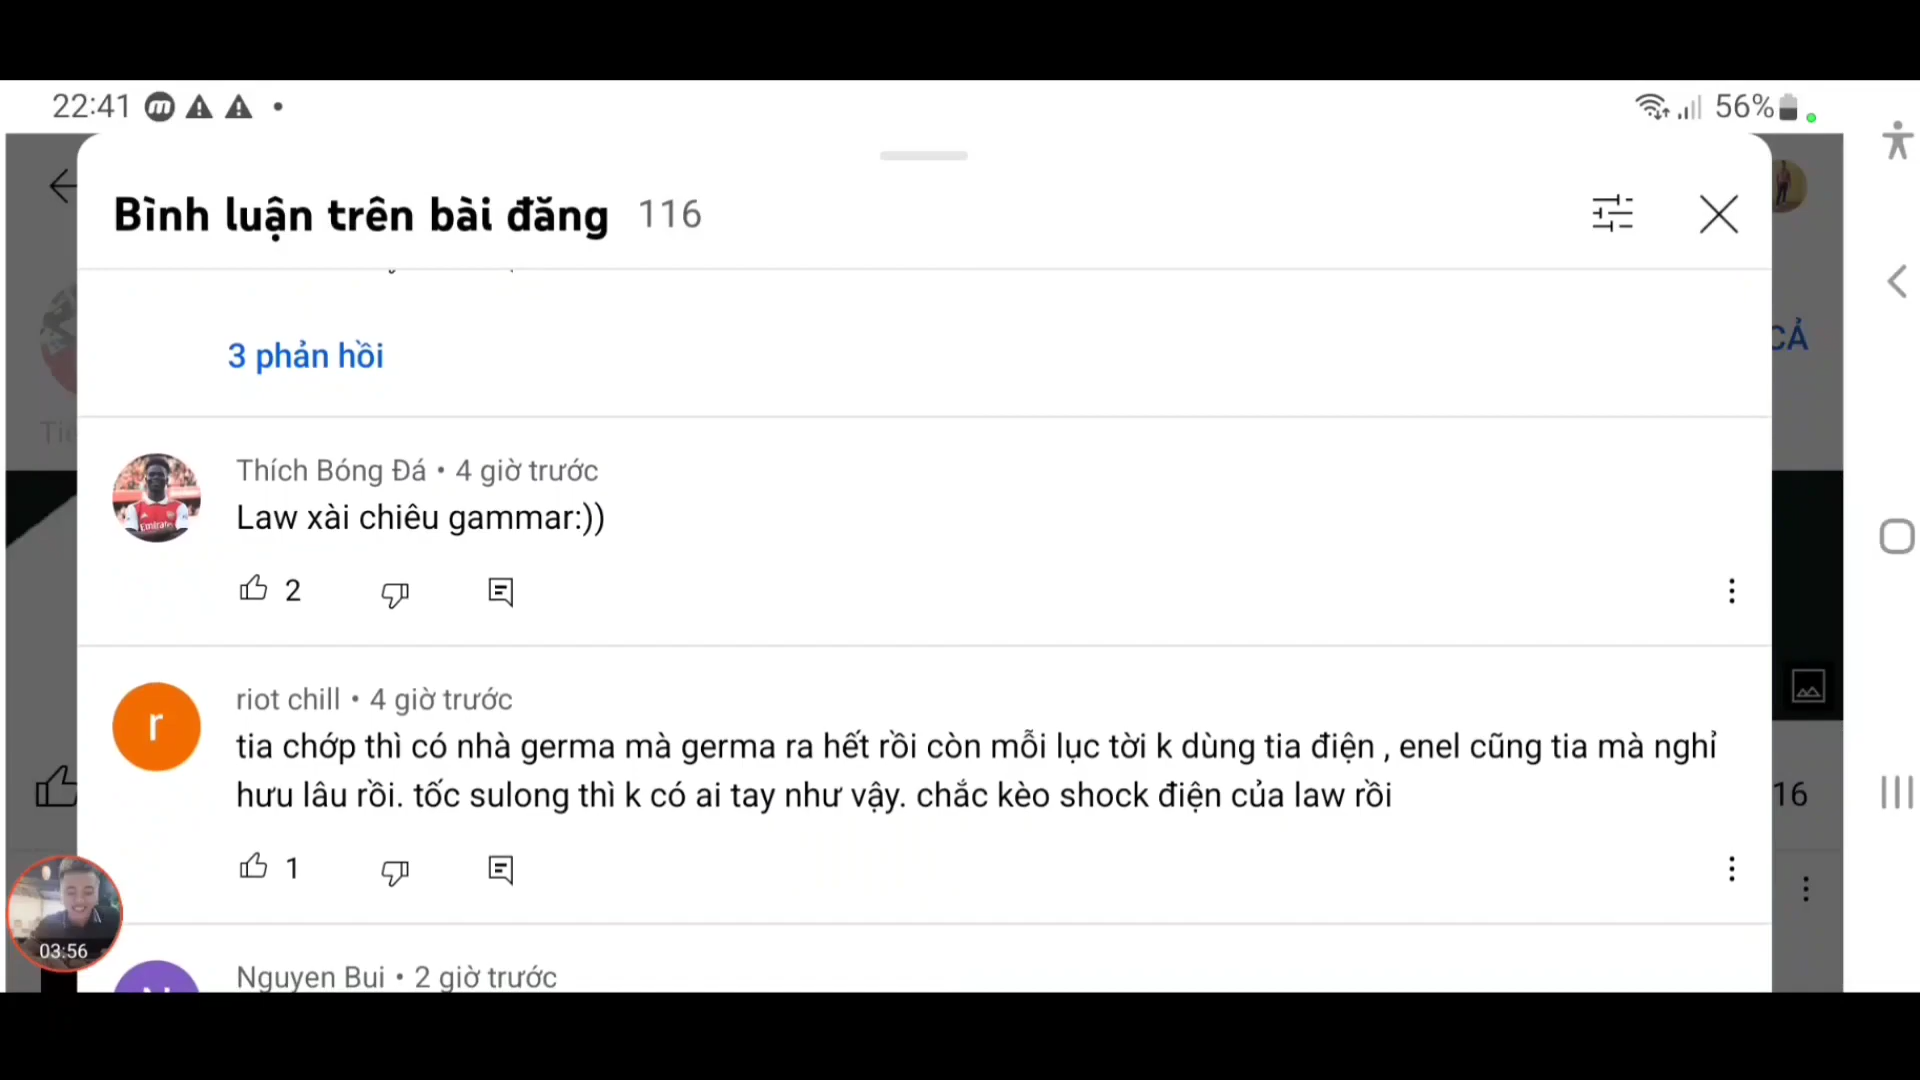 22:41
56%
Bình luận trên bài đăng 116
3 phản hồi
CẢ
Thích Bóng Đá • 4 giờ trước
Law xài chiêu gammar:))
2
riot chill • 4 giờ trước
r
tia chớp thì có nhà germa mà germa ra hết rồi còn mỗi lục tời k dùng tia điện , enel cũng tia mà nghỉ
hưu lâu rồi. tốc sulong thì k có ai tay như vậy. chắc kèo shock điện của law rồi
16
1
03:56
Nguyen Bui • 2 giờ trước